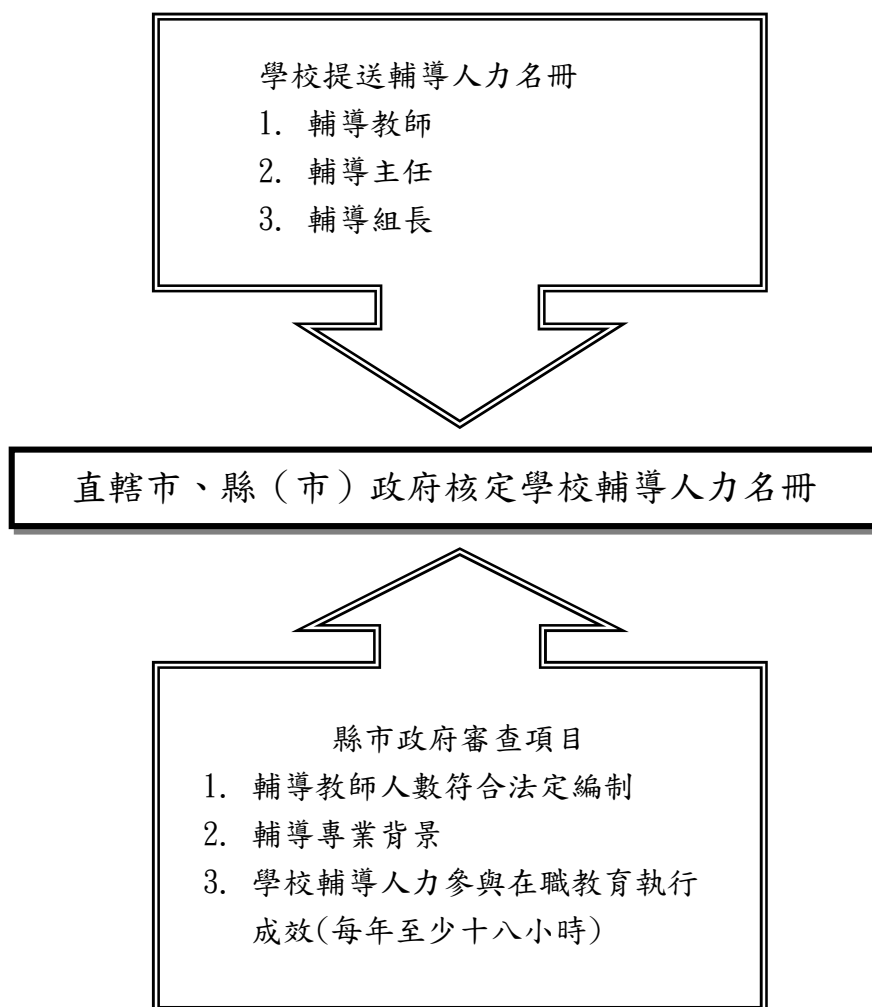 學校提送輔導人力名冊
1. 輔導教師
2. 輔導主任
3. 輔導組長
直轄市、縣（市）政府核定學校輔導人力名冊
縣市政府審查項目
1. 輔導教師人數符合法定編制
2. 輔導專業背景
3. 學校輔導人力參與在職教育執行
成效(每年至少十八小時)